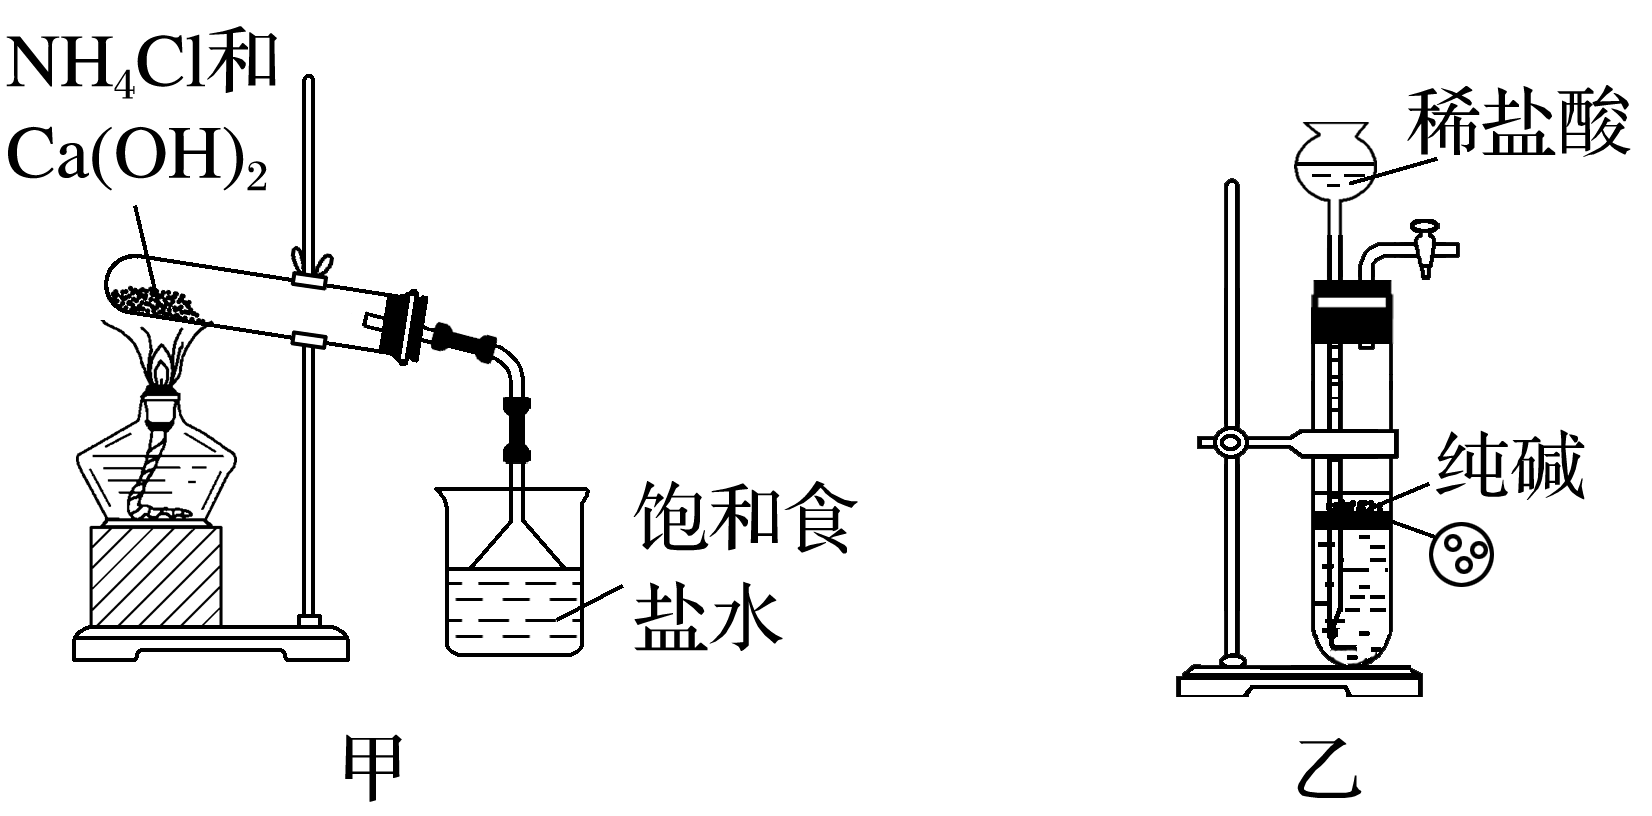 NH₄Cl和
Ca(OH)₂
饱和食
盐水
甲
稀盐酸
纯碱
乙